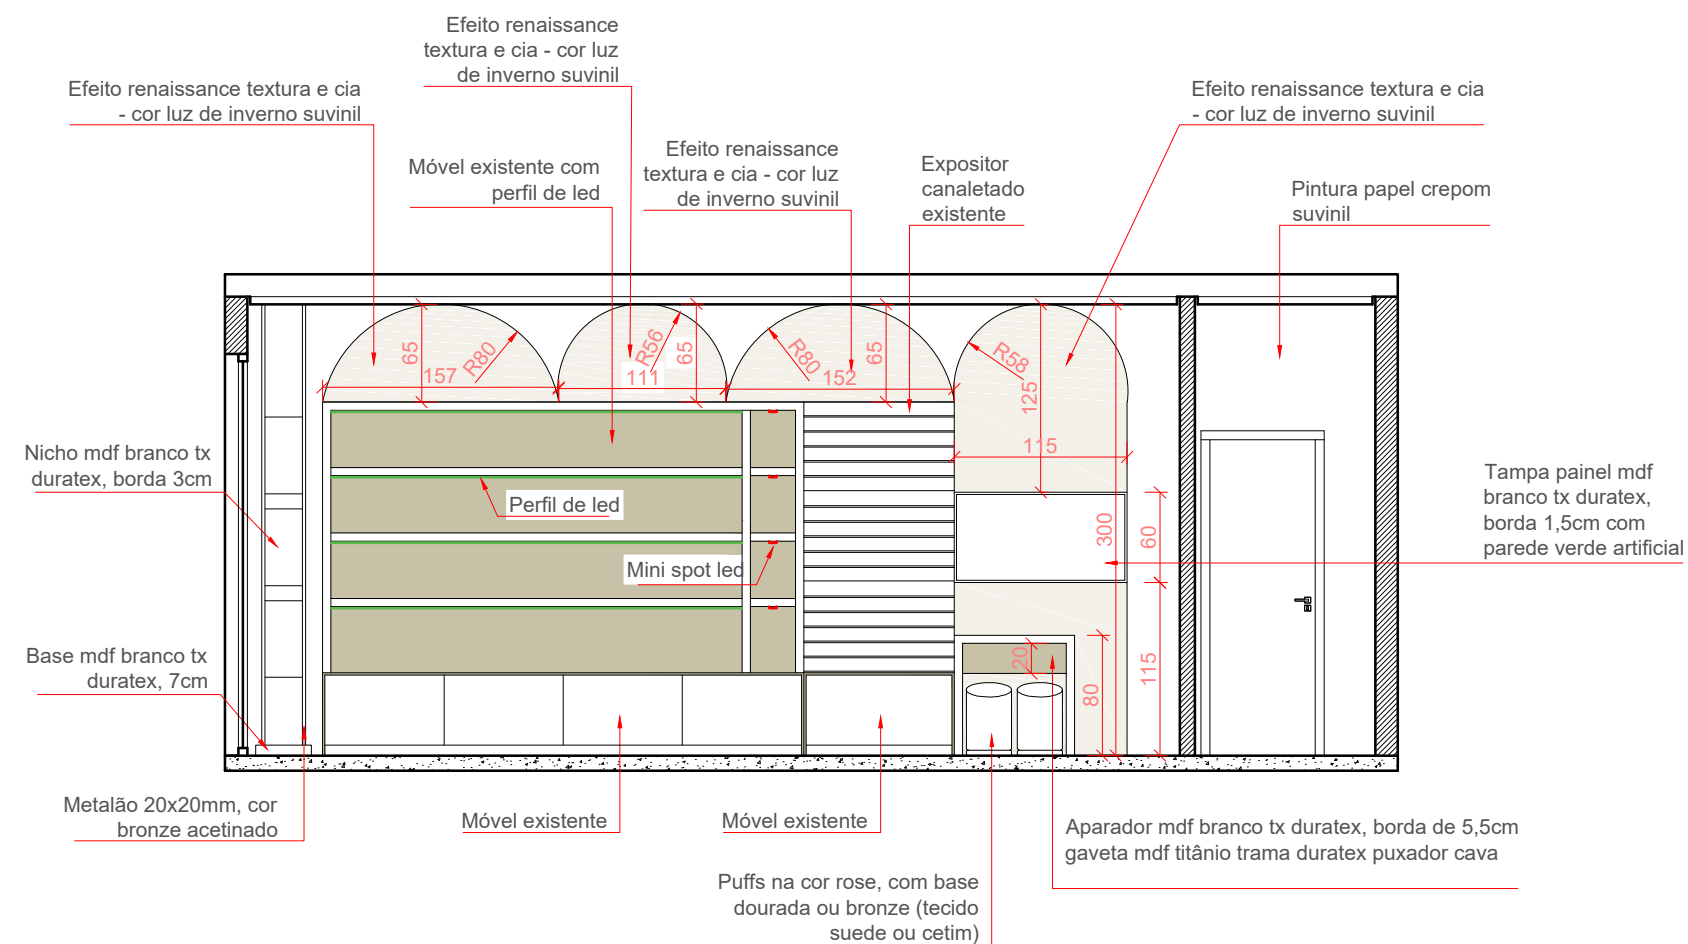 Efeito renaissance
textura e cia - cor luz
de inverno suvinil
Efeito renaissance textura e cia
- cor luz de inverno suvinil
Efeito renaissance textura e cia
- cor luz de inverno suvinil
Efeito renaissance
textura e cia - cor luz
de inverno suvinil
Móvel existente com
perfil de led
Expositor
canaletado
existente
Pintura papel crepom
suvinil
65
R80
157
R56
65
111
R80
65
152
R58
125
115
300
60
115
80
20
Nicho mdf branco tx
duratex, borda 3cm
Perfil de led
Mini spot led
Tampa painel mdf
branco tx duratex,
borda 1,5cm com
parede verde artificial
Base mdf branco tx
duratex, 7cm
Metalão 20x20mm, cor
bronze acetinado
Móvel existente
Móvel existente
Aparador mdf branco tx duratex, borda de 5,5cm
gaveta mdf titânio trama duratex puxador cava
Puffs na cor rose, com base
dourada ou bronze (tecido
suede ou cetim)